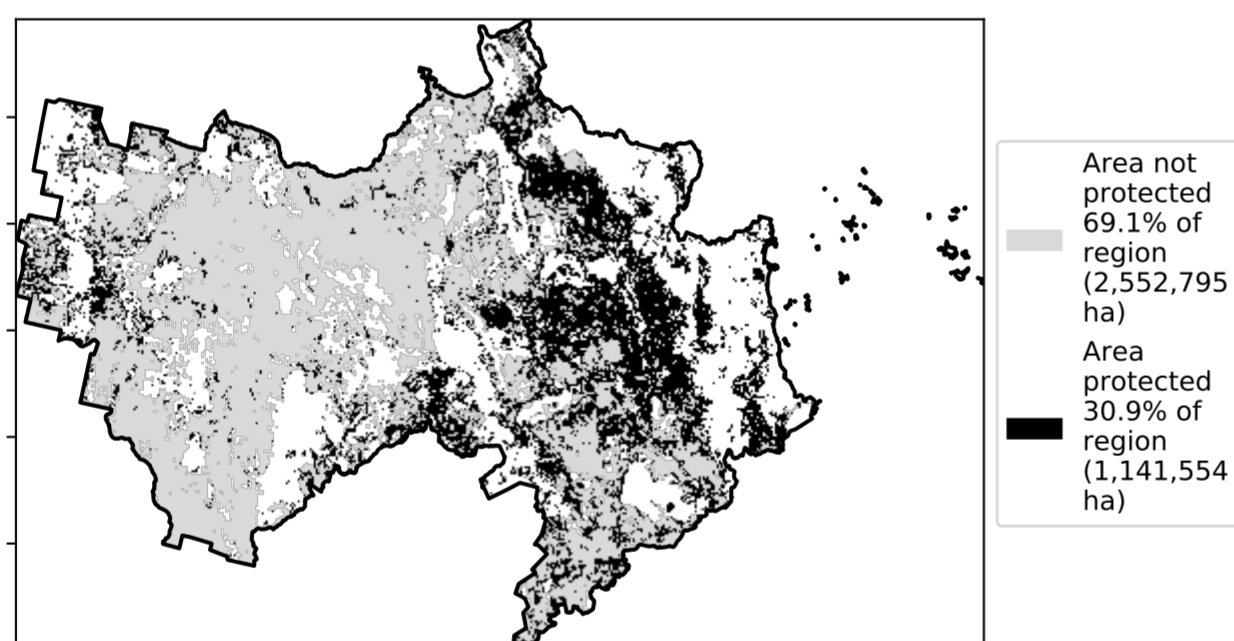 Area not
protected
69.1% of
region
(2,552,795
ha)
Area
protected
30.9% of
region
(1,141,554
ha)